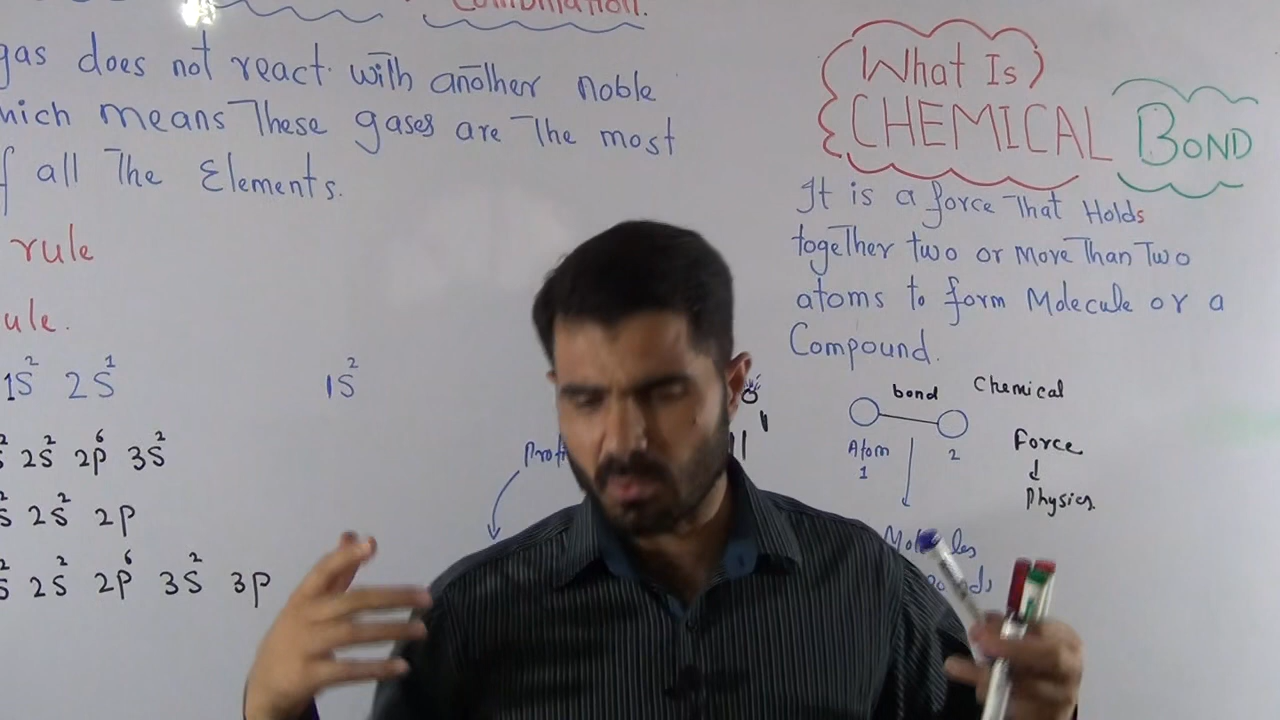 Combination.
gas does not react with another noble
which means These gases are The most
of all The Elements.
rule
rule.
1S² 2S¹
1S²
2S² 2P⁶ 3S²
2S² 2P
2S² 2P⁶ 3S² 3P
What Is
CHEMICAL BOND
It is a force That Holds
together two or more Than Two
atoms to form Molecule or a
Compound.
bond Chemical
Atom
1
2
Force
Physics